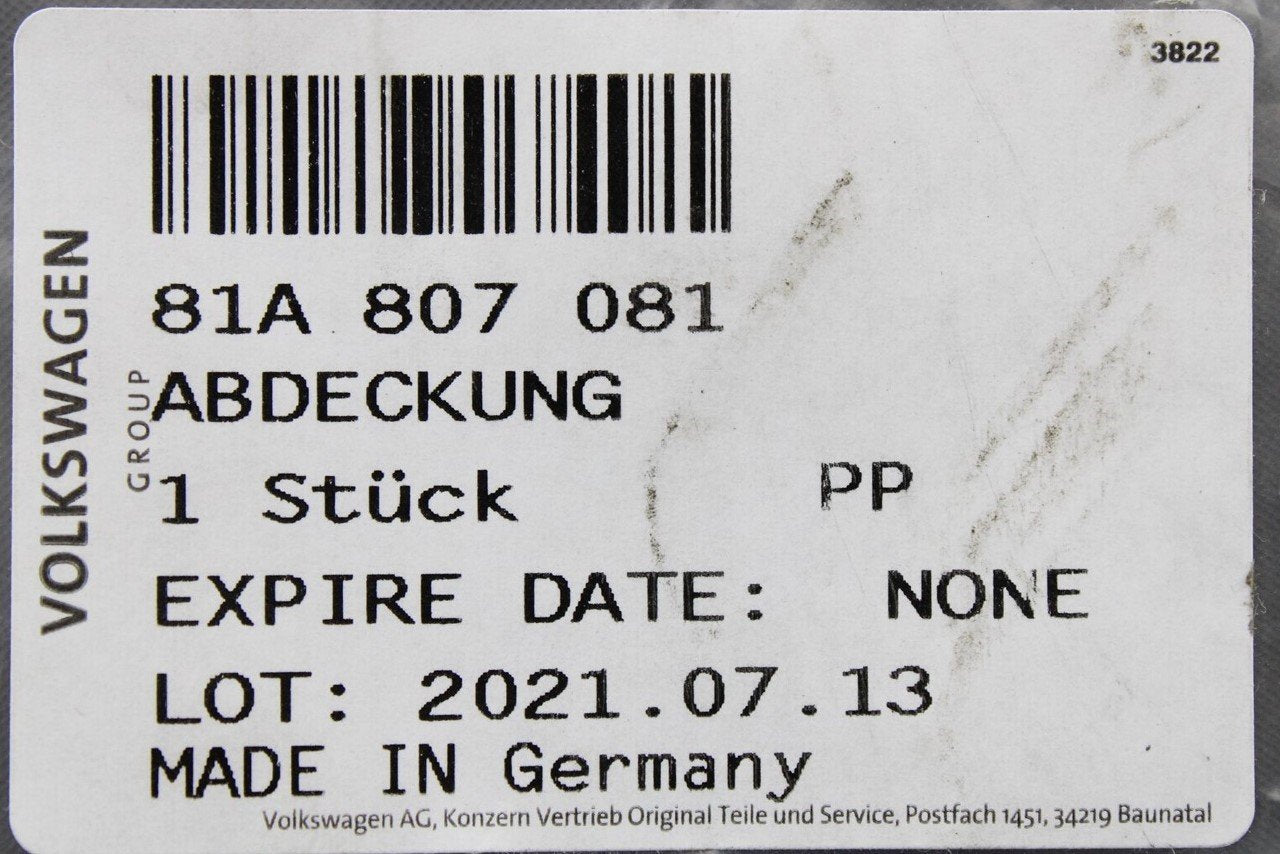 3822
81A 807 081
VOLKSWAGEN
GROUP
ABDECKUNG
1 Stück PP
EXPIRE DATE: NONE
LOT: 2021.07.13
MADE IN Germany
Volkswagen AG, Konzern Vertrieb Original Teile und Service, Postfach 1451, 34219 Baunatal